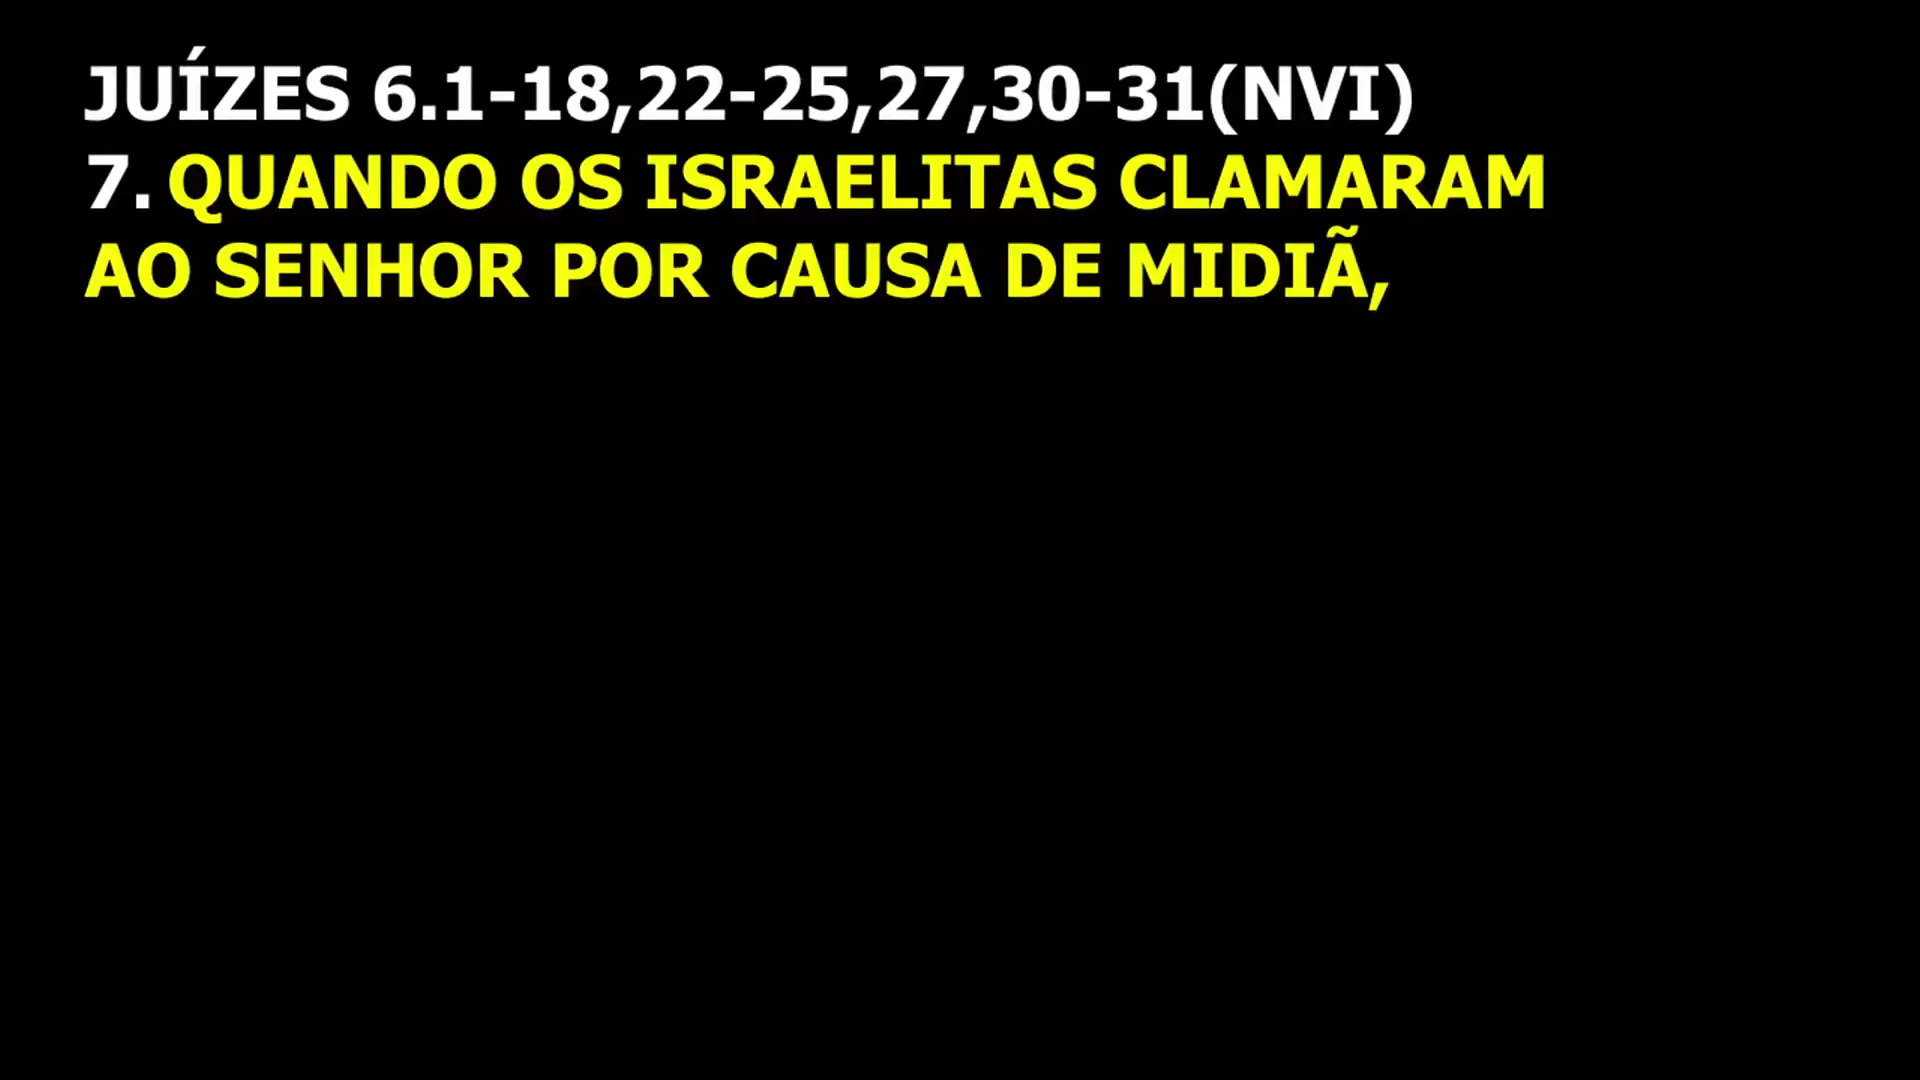 JUÍZES 6.1-18,22-25,27,30-31(NVI)
7. QUANDO OS ISRAELITAS CLAMARAM
AO SENHOR POR CAUSA DE MIDIÃ,